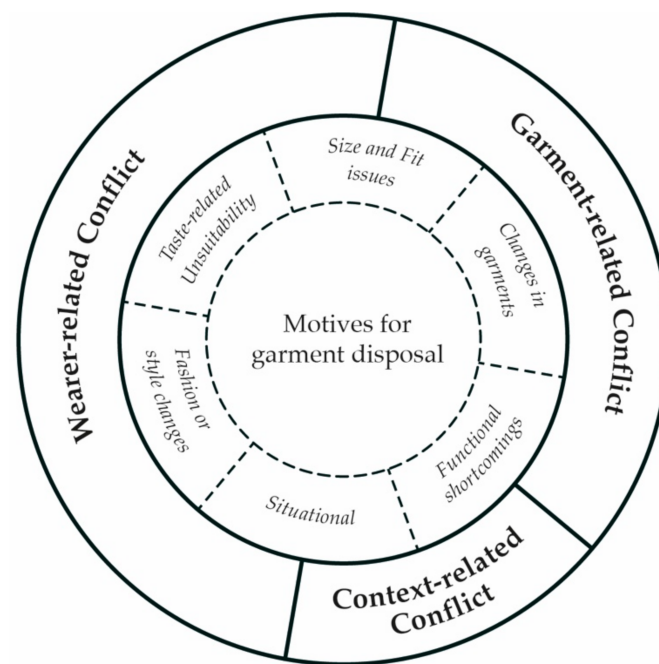 Wearer-related Conflict
Garment-related Conflict
Context-related
Conflict
Size and Fit
issues
Changes in
garments
Functional
shortcomings
Situational
Fashion or
style changes
Taste-related
Unsuitability
Motives for
garment disposal